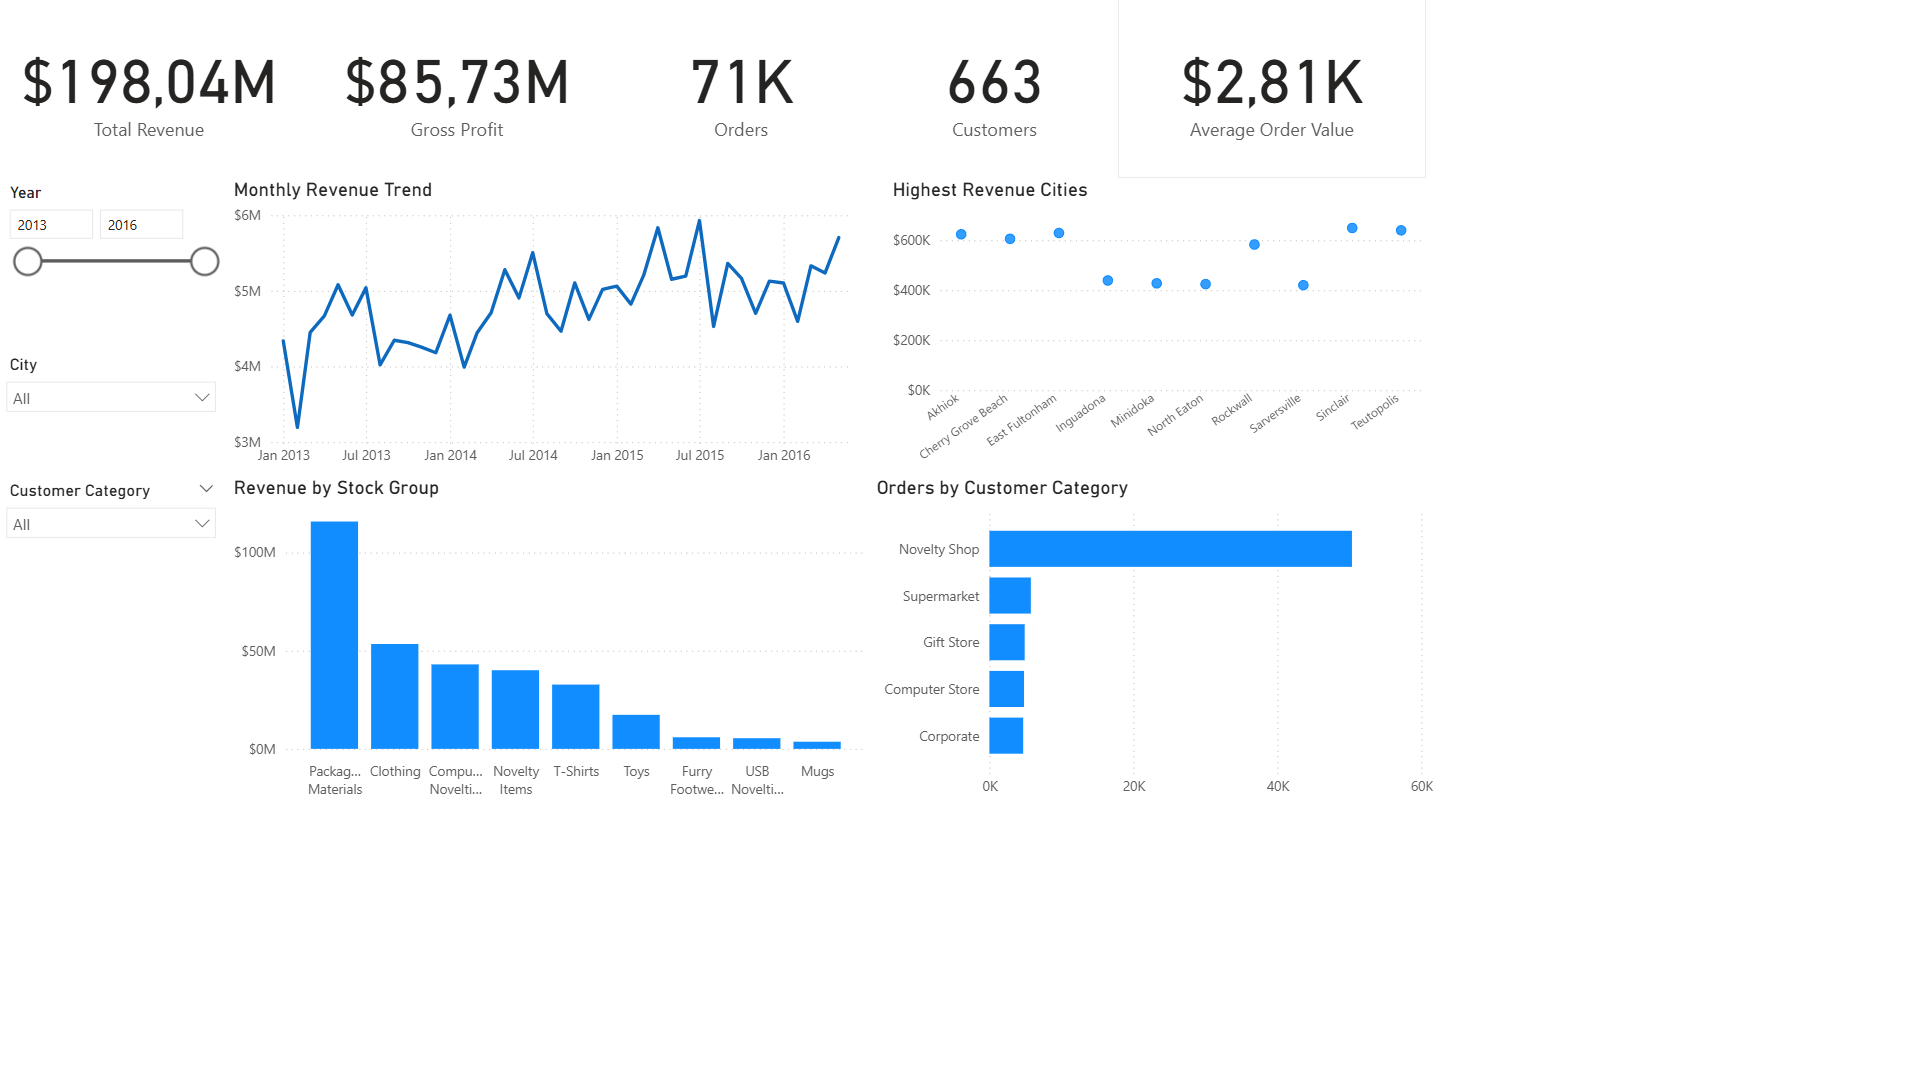 $198,04M
Total Revenue
$85,73M
Gross Profit
71K
Orders
663
Customers
$2,81K
Average Order Value
Year
2013
2016
City
All
Customer Category
All
Monthly Revenue Trend
$6M
$5M
$4M
$3M
Jan 2013
Jul 2013
Jan 2014
Jul 2014
Jan 2015
Jul 2015
Jan 2016
Highest Revenue Cities
$600K
$400K
$200K
$0K
Akhiok
Cherry Grove Beach
East Fultonham
Inguadona
Minidoka
North Eaton
Rockwall
Sarversville
Sinclair
Teutopolis
Revenue by Stock Group
$100M
$50M
$0M
Packag...
Materials
Clothing
Compu...
Novelti...
Novelty
Items
T-Shirts
Toys
Furry
Footwe...
USB
Novelti...
Mugs
Orders by Customer Category
Novelty Shop
Supermarket
Gift Store
Computer Store
Corporate
0K
20K
40K
60K